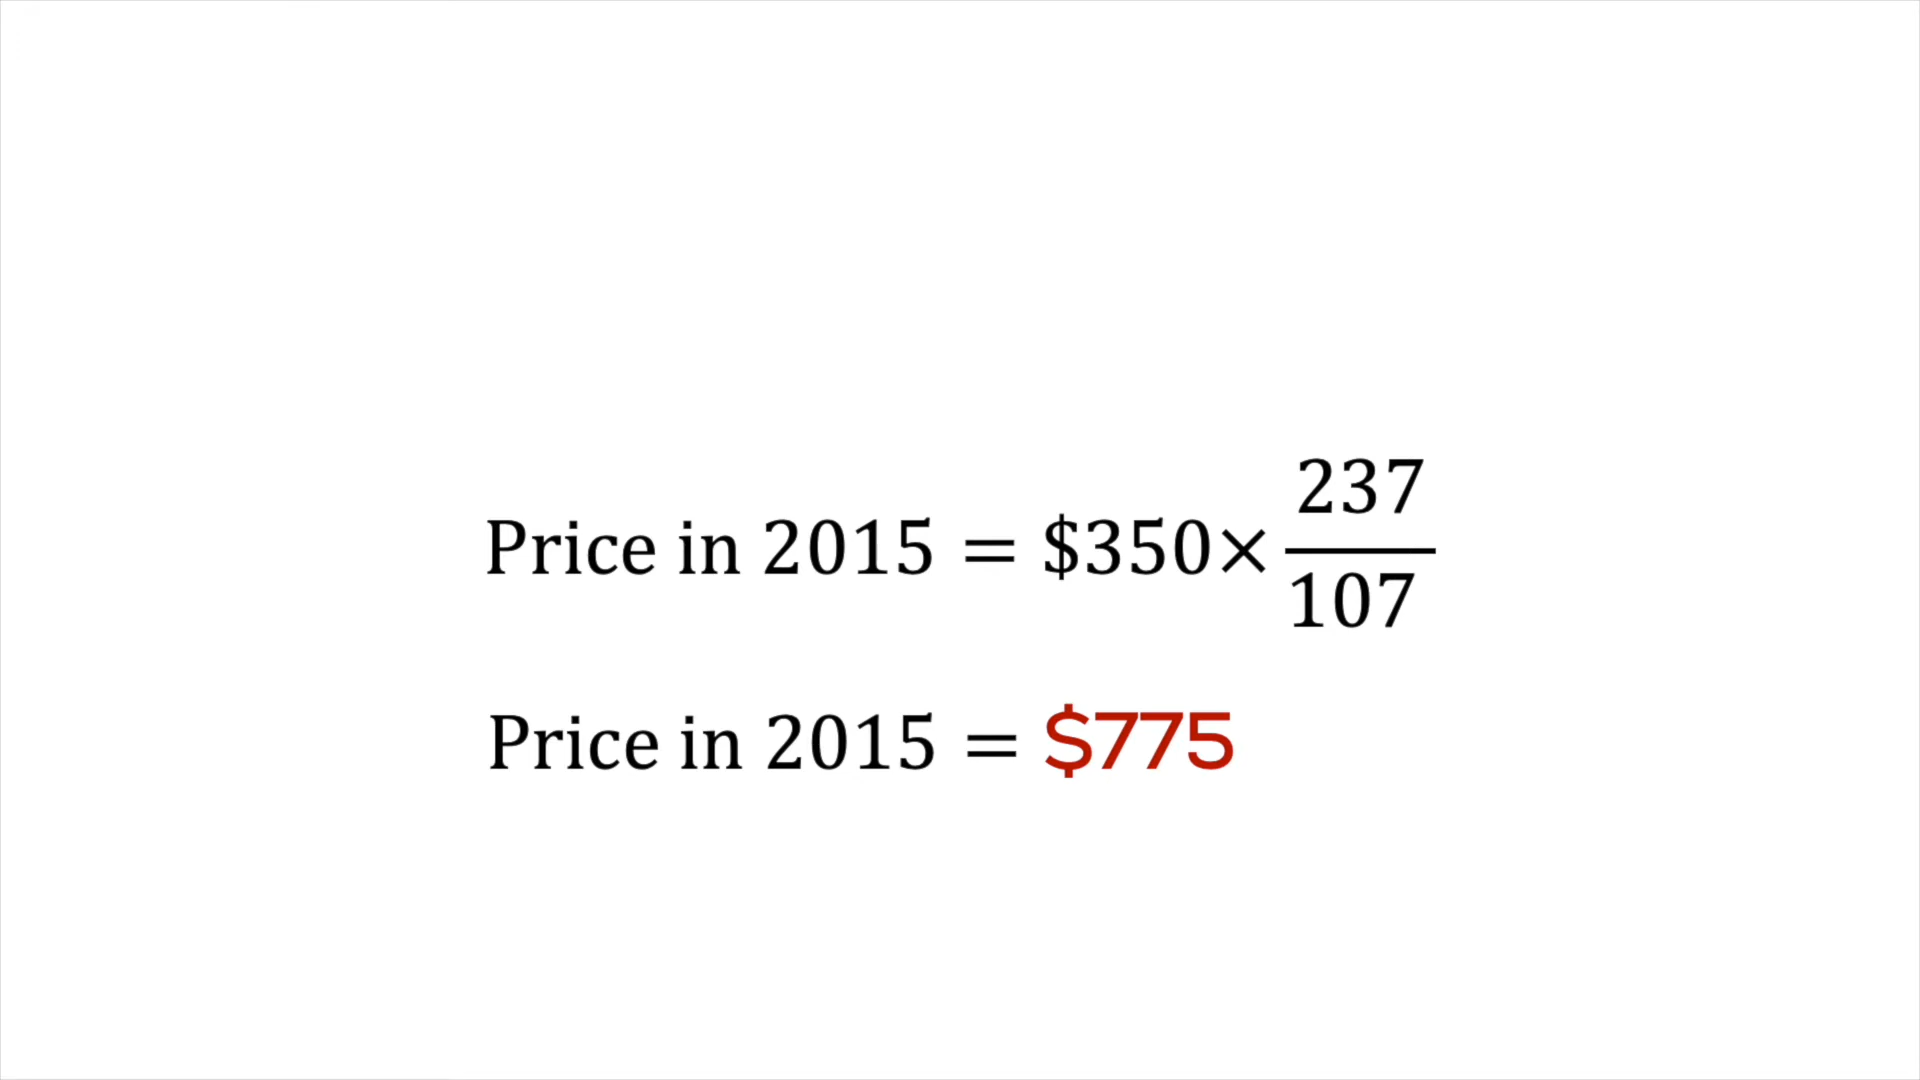 Price in 2015 = $350×237/107
Price in 2015 = $775